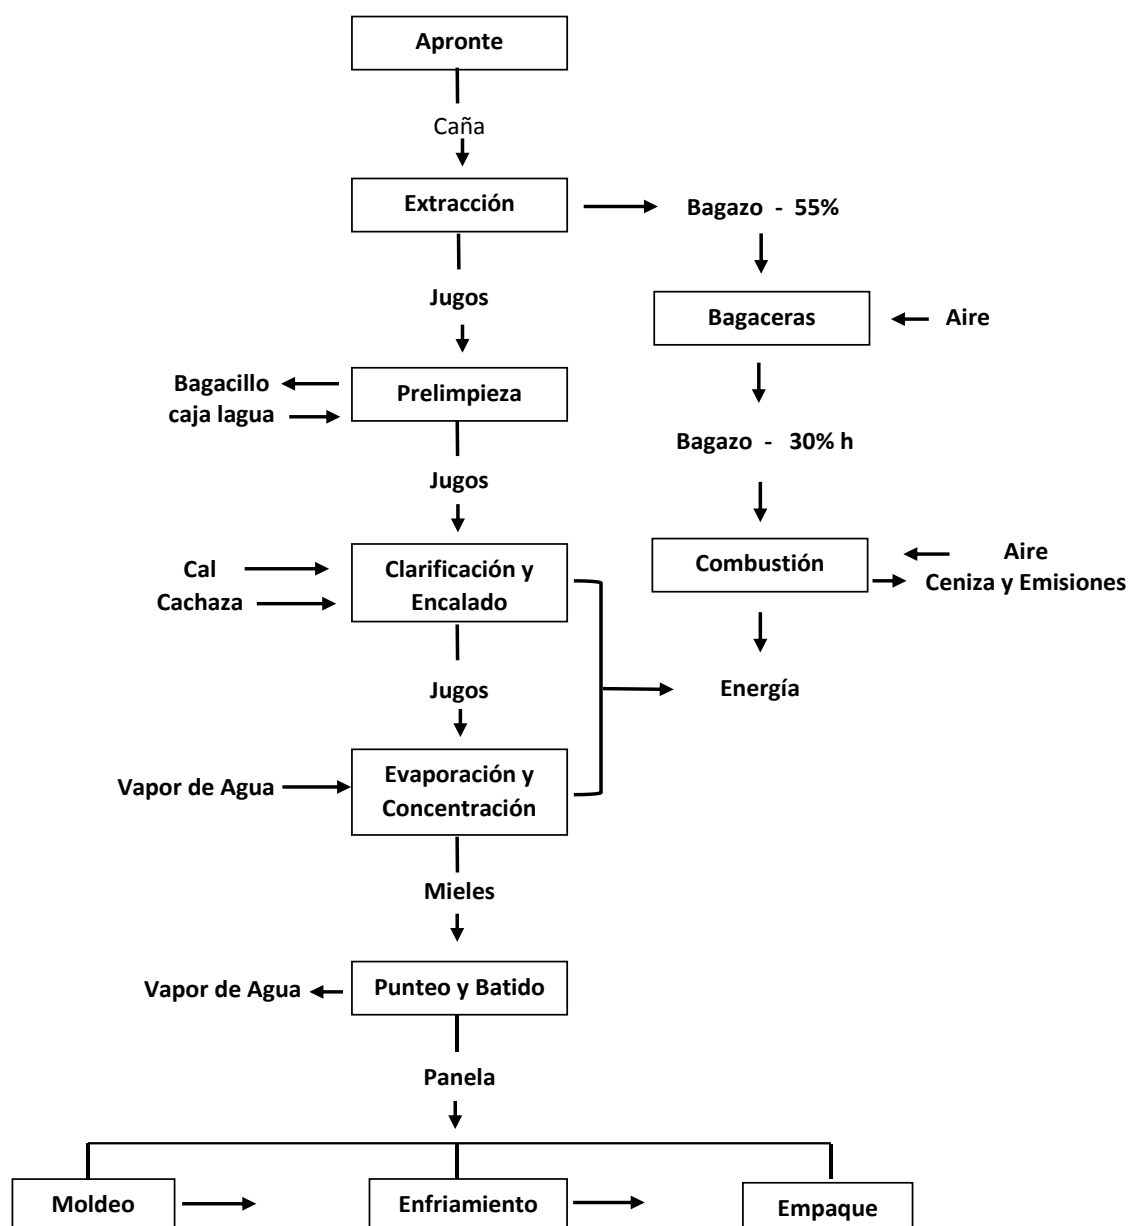 Apronte
Caña
Extracción
Bagazo - 55%
Jugos
Bagaceras
Aire
Bagacillo
caja lagua
Prelimpieza
Bagazo - 30% h
Jugos
Cal
Cachaza
Clarificación y
Encalado
Combustión
Aire
Ceniza y Emisiones
Jugos
Energía
Vapor de Agua
Evaporación y
Concentración
Mieles
Vapor de Agua
Punteo y Batido
Panela
Moldeo
Enfriamiento
Empaque